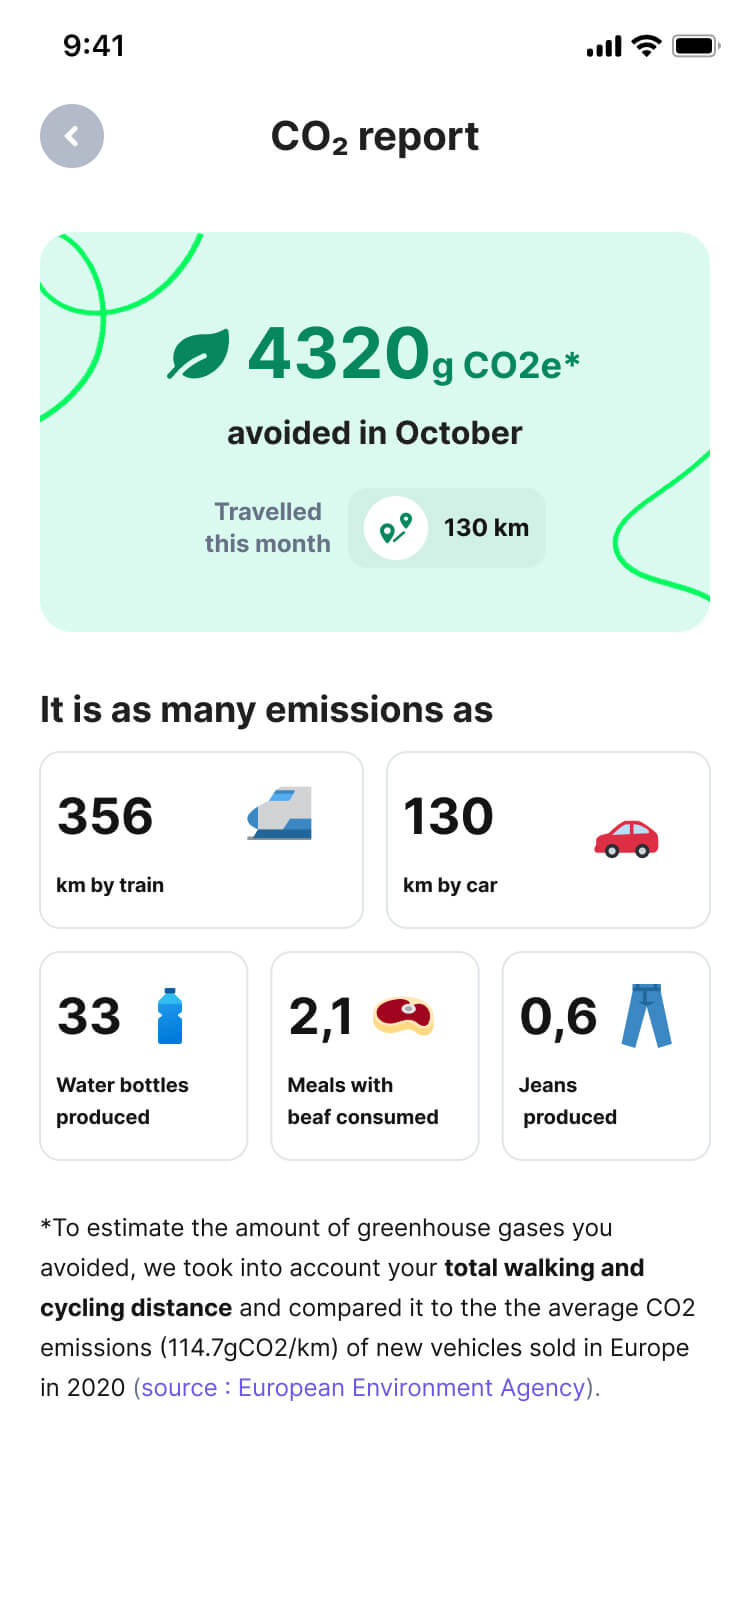 9:41
CO₂ report
4320g CO2e*
avoided in October
Travelled
this month
130 km
It is as many emissions as
356
km by train
130
km by car
33
Water bottles
produced
2,1
Meals with
beaf consumed
0,6
Jeans
produced
*To estimate the amount of greenhouse gases you
avoided, we took into account your total walking and
cycling distance and compared it to the the average CO2
emissions (114.7gCO2/km) of new vehicles sold in Europe
in 2020 (source : European Environment Agency).